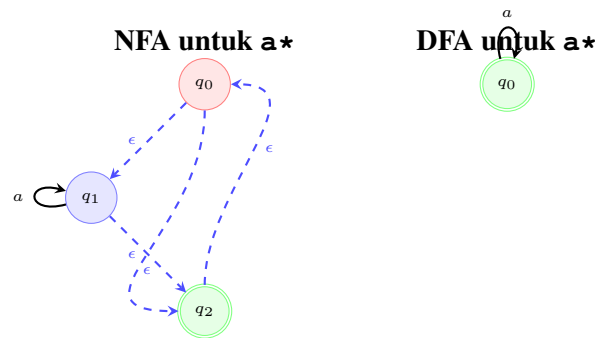 a
NFA untuk a*
DFA untuk a*
q0
q0
ϵ
ϵ
a
q1
ϵ
ϵ
q2